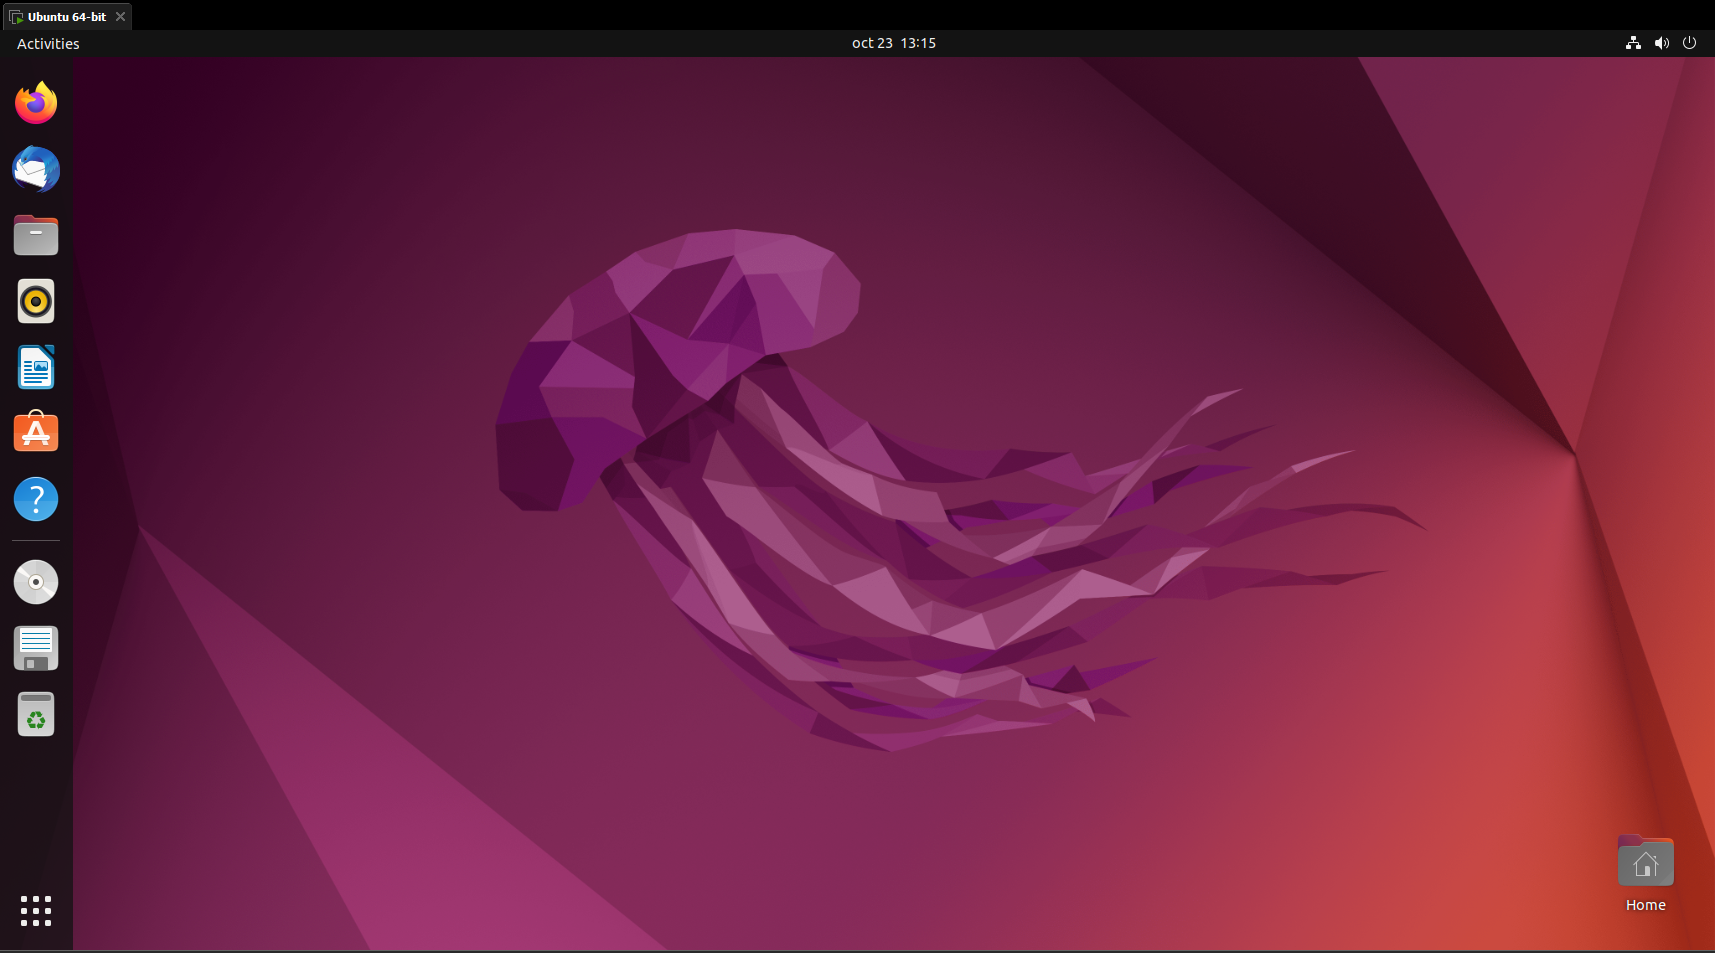 Ubuntu 64-bit
Activities
oct 23 13:15
?
Home